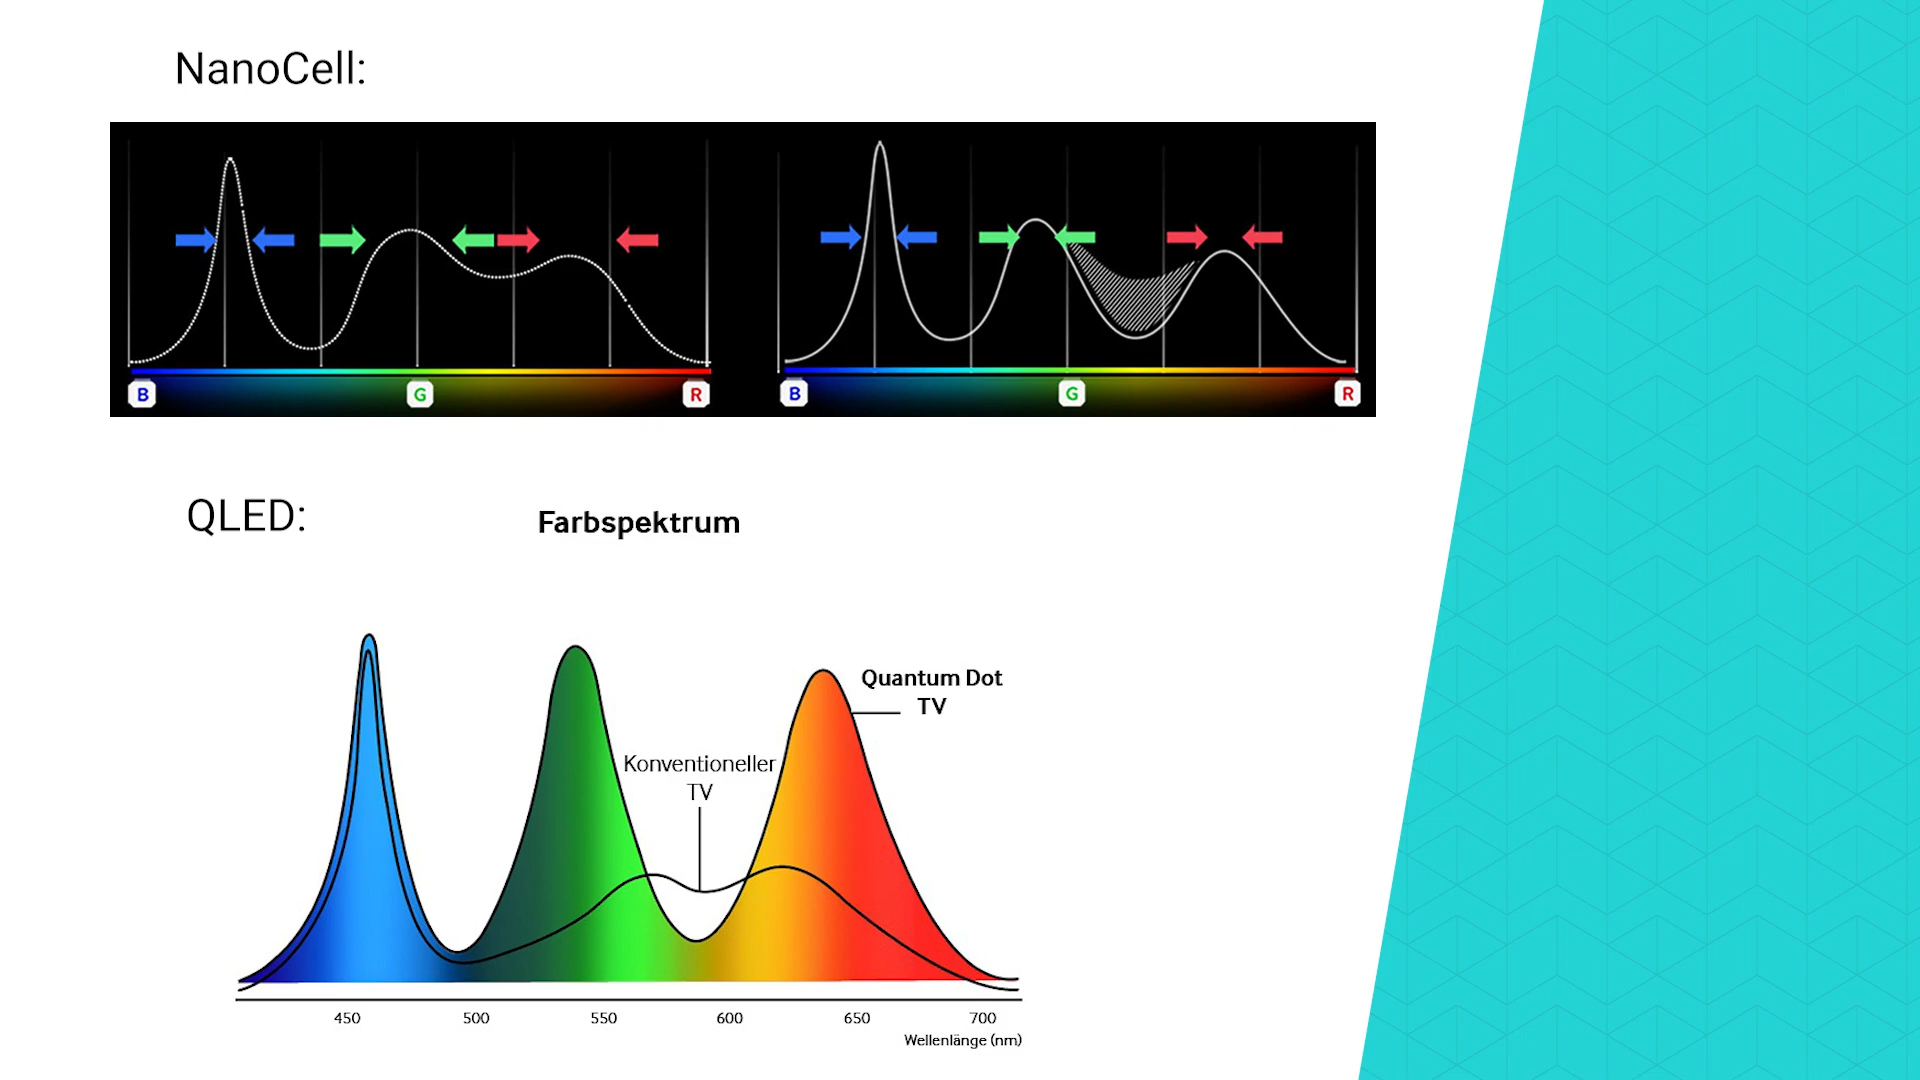 NanoCell:
B
G
R
B
G
R
QLED:
Farbspektrum
Quantum Dot
TV
Konventioneller
TV
450
500
550
600
650
700
Wellenlänge (nm)